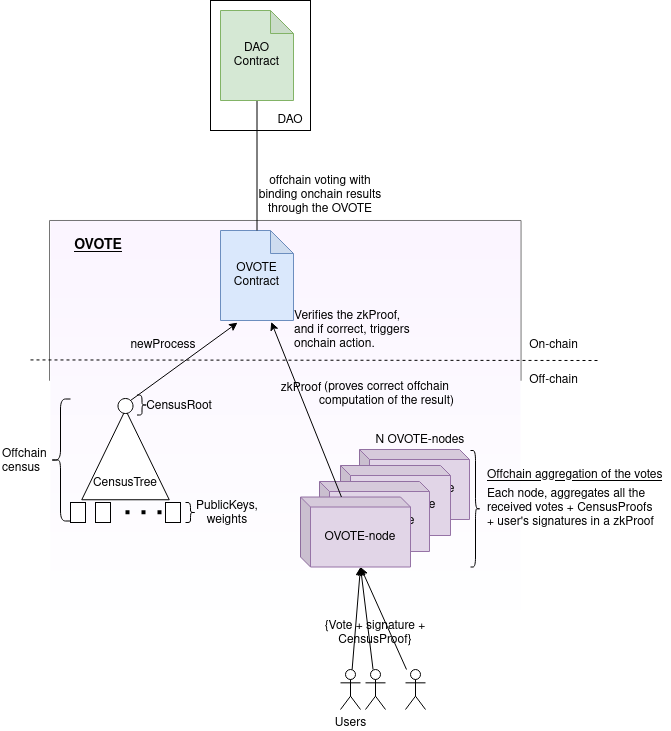 DAO
Contract
DAO
offchain voting with
binding onchain results
through the OVOTE
OVOTE
OVOTE
Contract
Verifies the zkProof,
and if correct, triggers
onchain action.
newProcess
On-chain
Off-chain
zkProof (proves correct offchain
computation of the result)
CensusRoot
Offchain
census
CensusTree
PublicKeys,
weights
N OVOTE-nodes
e
e
e
OVOTE-node
Offchain aggregation of the votes
Each node, aggregates all the
received votes + CensusProofs
+ user's signatures in a zkProof
{Vote + signature +
CensusProof}
Users